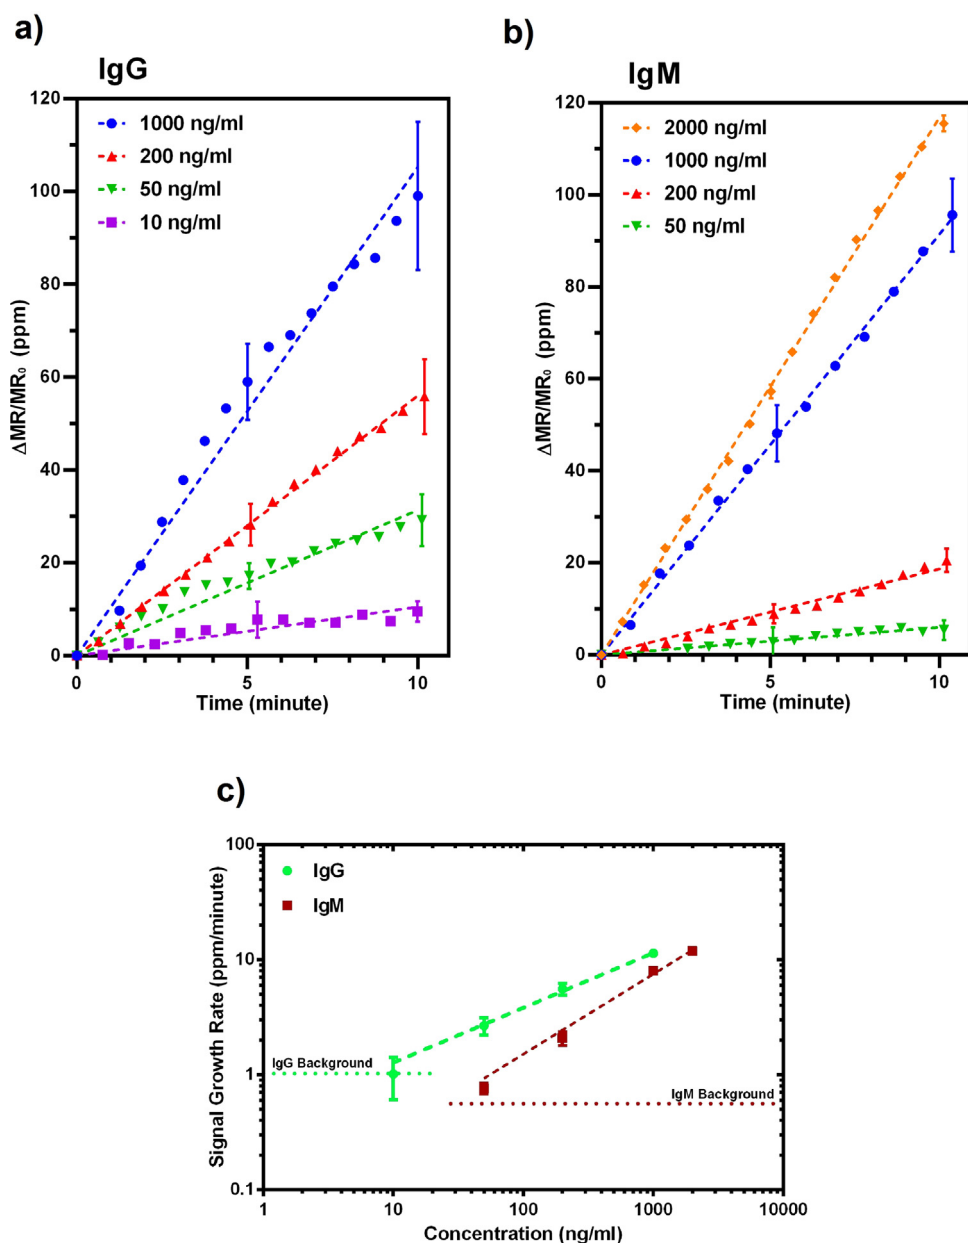 a)
IgG
120
100
80
60
40
20
0
0
5
10
ΔMR/MR₀ (ppm)
Time (minute)
1000 ng/ml
200 ng/ml
50 ng/ml
10 ng/ml
b)
IgM
120
100
80
60
40
20
0
0
5
10
ΔMR/MR₀ (ppm)
Time (minute)
2000 ng/ml
1000 ng/ml
200 ng/ml
50 ng/ml
c)
100
10
1
0.1
1
10
100
1000
10000
Signal Growth Rate (ppm/minute)
Concentration (ng/ml)
IgG
IgM
IgG Background
IgM Background